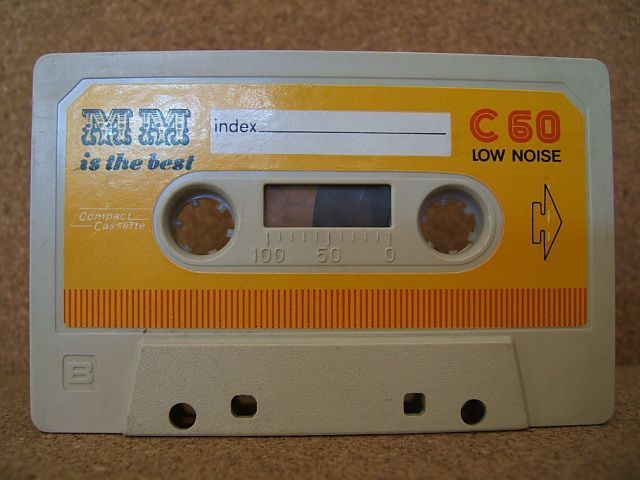 MM
is the best
index
C 60
LOW NOISE
Compact
Cassette
100 50 0
B